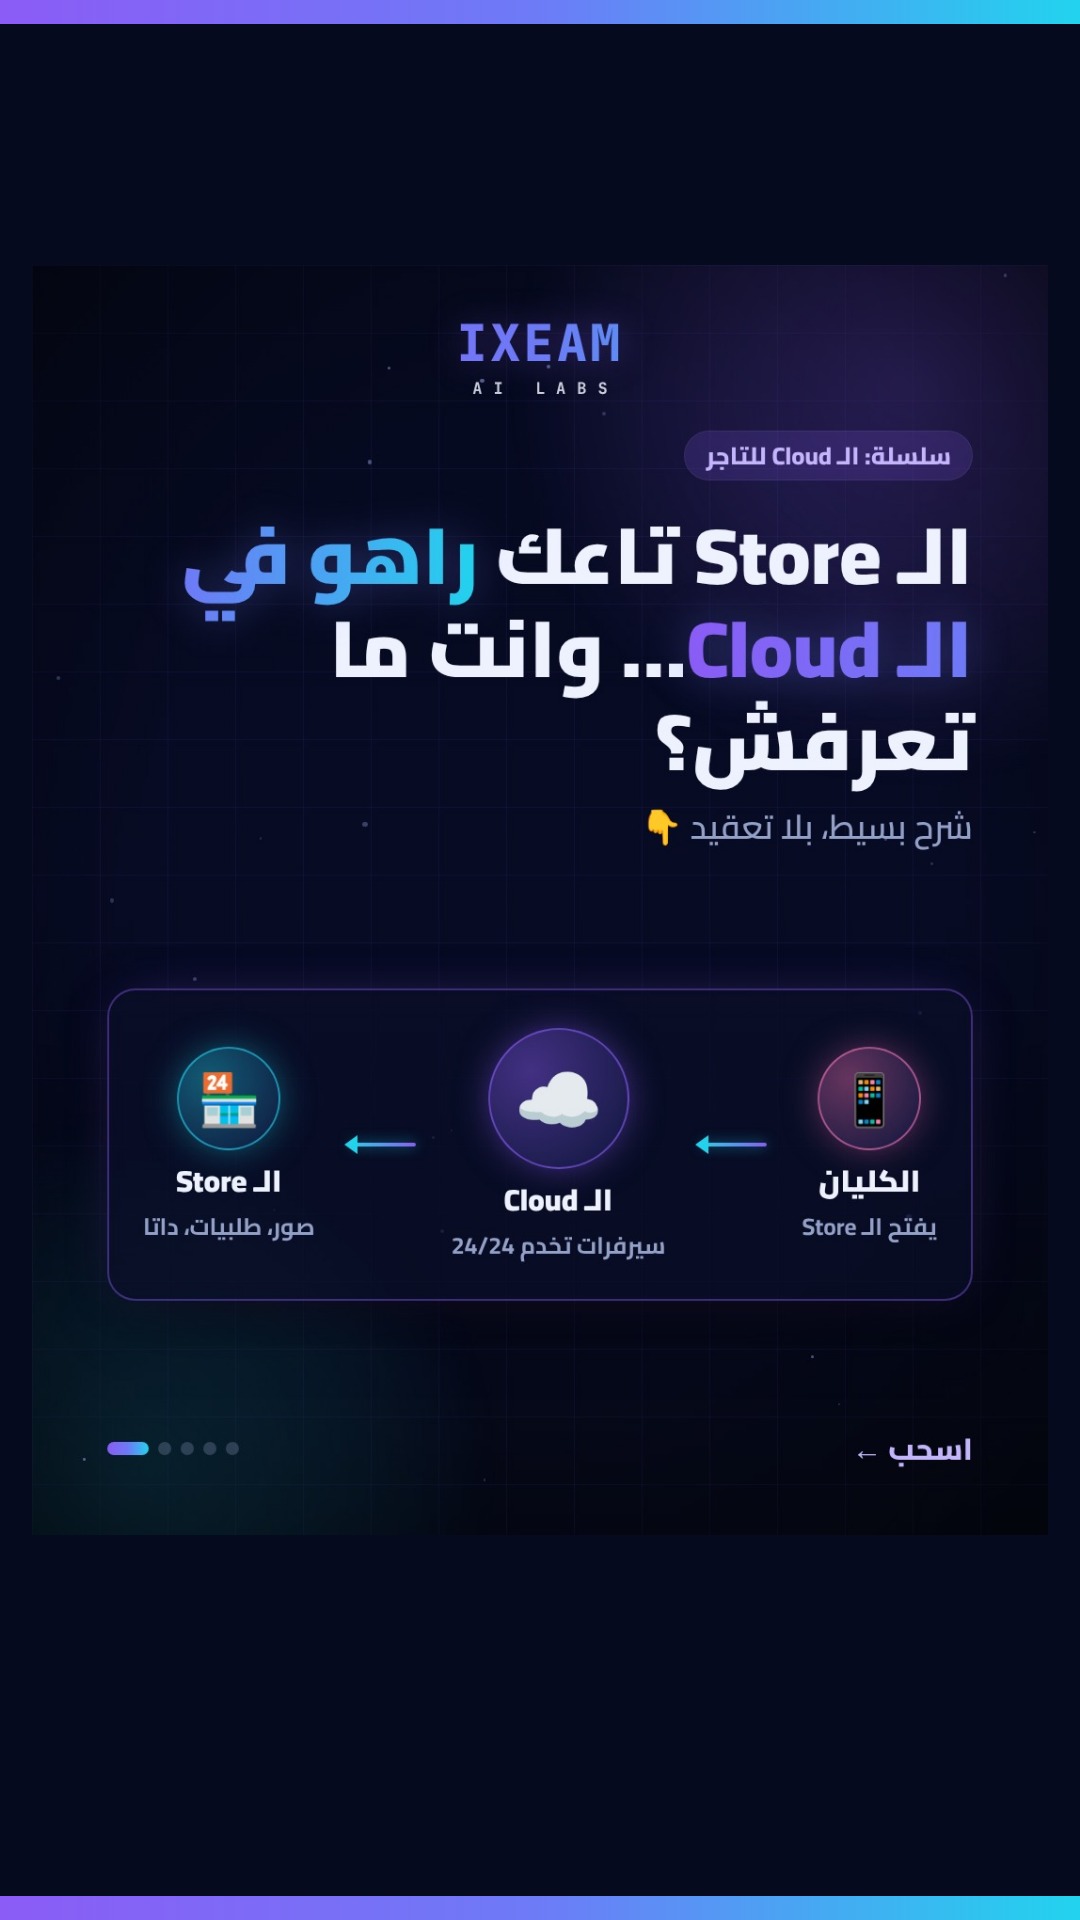 IXEAM
AI LABS
سلسلة: الـ Cloud للتاجر
الـ Store تاعك راهو في
الـ Cloud... وانت ما
تعرفش؟
شرح بسيط، بلا تعقيد 👇
الكليان
يفتح الـ Store
الـ Cloud
سيرفرات تخدم 24/24
24
الـ Store
صور، طلبيات، داتا
اسحب ←